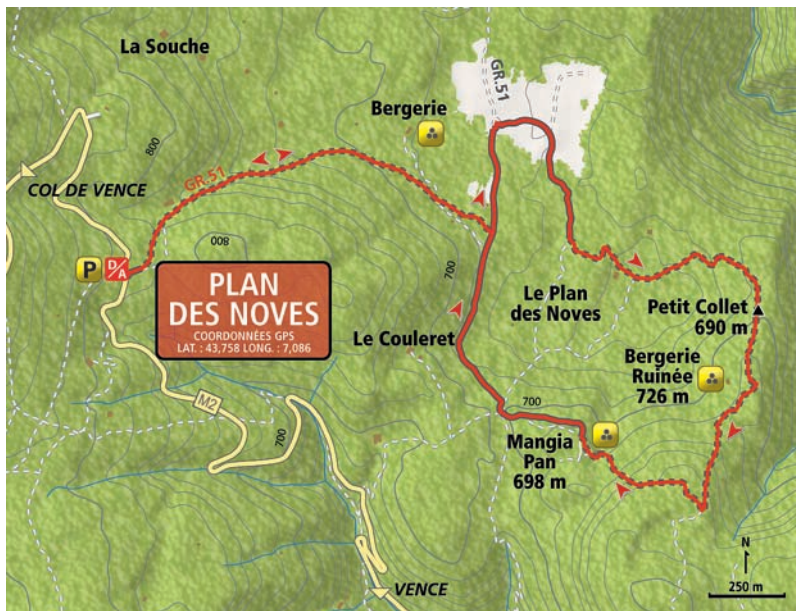 La Souche
GR.51
Bergerie
800
COL DE VENCE
GR.51
P
D/A
800
700
PLAN
DES NOVES
COORDONNÉES GPS
LAT. : 43,758 LONG. : 7,086
Le Plan
des Noves
Petit Collet
690 m
Le Couleret
Bergerie
Ruinée
726 m
M2
700
700
Mangia
Pan
698 m
N
250 m
VENCE